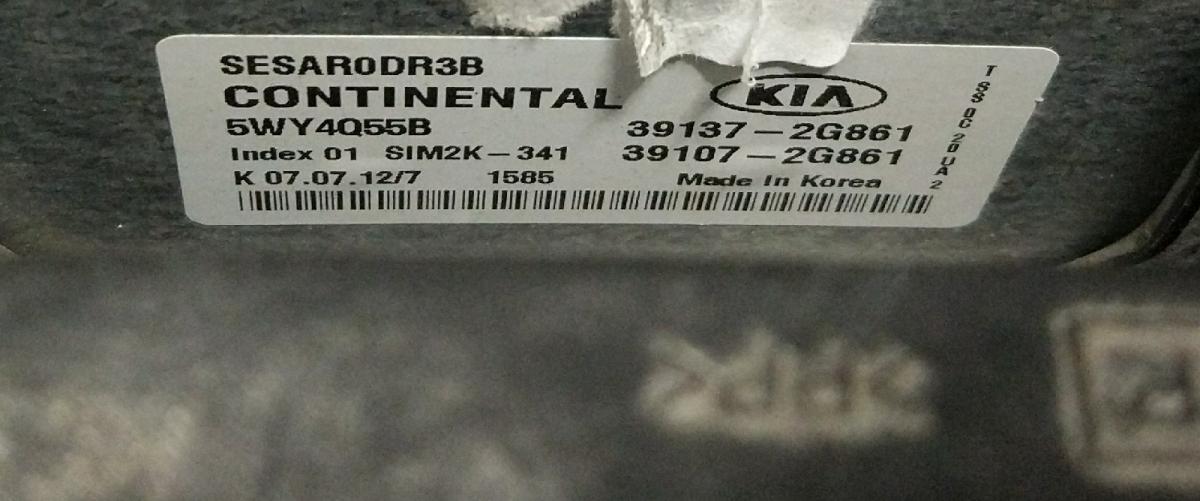 SESAR0DR3B
CONTINENTAL
KIA
5WY4Q55B
39137-2G861
Index 01 SIM2K-341
39107-2G861
K 07.07.12/7 1585
Made In Korea
>PP<